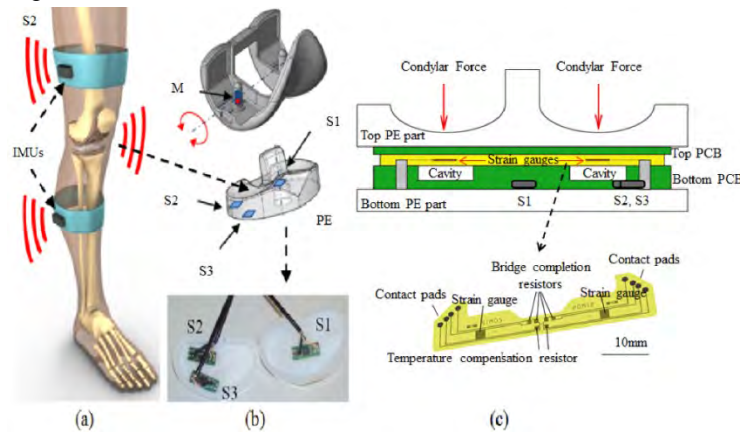 S2
IMUs
(a)
M
S1
S2
PE
S3
S2
S1
S3
(b)
Condylar Force
Condylar Force
Top PE part
Top PCB
Strain gauges
Cavity
Cavity
Bottom PCB
Bottom PE part
S1
S2, S3
Bridge completion
resistors
Contact pads
Contact pads
Strain gauge
Strain gauge
Temperature compensation resistor
10mm
(c)